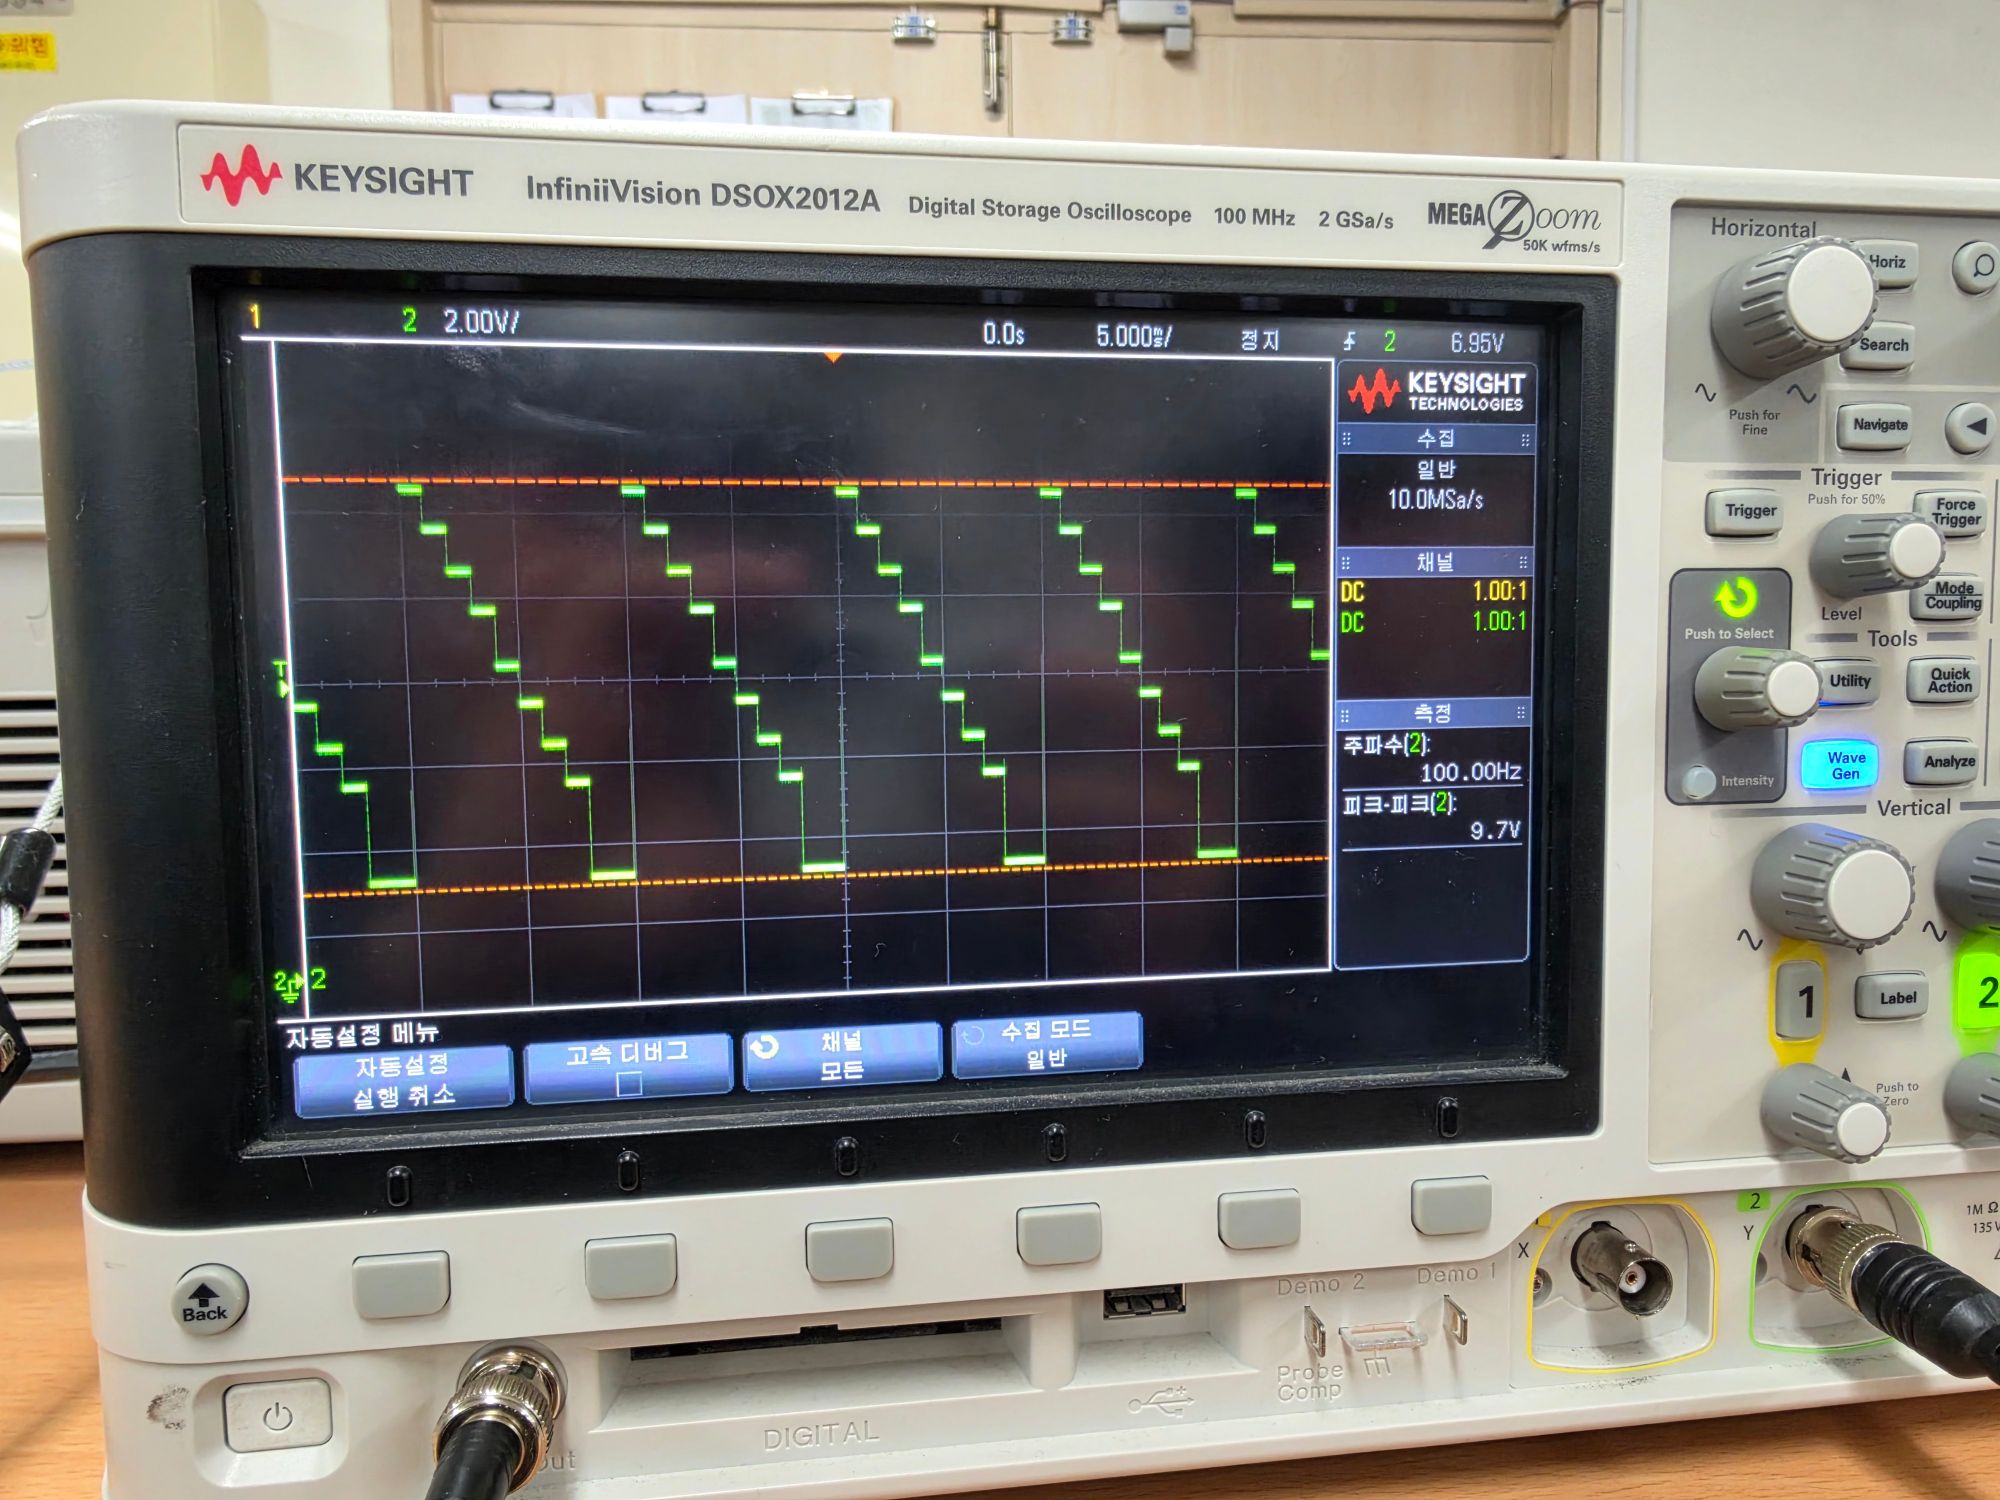 KEYSIGHT InfiniiVision DSOX2012A Digital Storage Oscilloscope 100 MHz 2 GSa/s MEGA Zoom
50K wfms/s
1 2 2.00V/ 0.0s 5.000ms/ 정지 2 6.95V
KEYSIGHT
TECHNOLOGIES
수집
일반
10.0MSa/s
채널
DC 1.00:1
DC 1.00:1
측정
주파수(2):
100.00Hz
피크-피크(2):
9.7V
T
2 2
자동설정 메뉴
자동설정
실행 취소
고속 디버그
채널
모든
수집 모드
일반
Back
Horizontal
Horiz
Search
Push for
Fine
Navigate
Trigger
Push for 50%
Trigger
Force
Trigger
Level
Mode
Coupling
Push to Select
Intensity
Tools
Utility
Quick
Action
Wave
Gen
Analyze
Vertical
1
Label
2
Push to
Zero
DIGITAL
Demo 2
Demo 1
Probe
Comp
X
2
Y
1M Ω